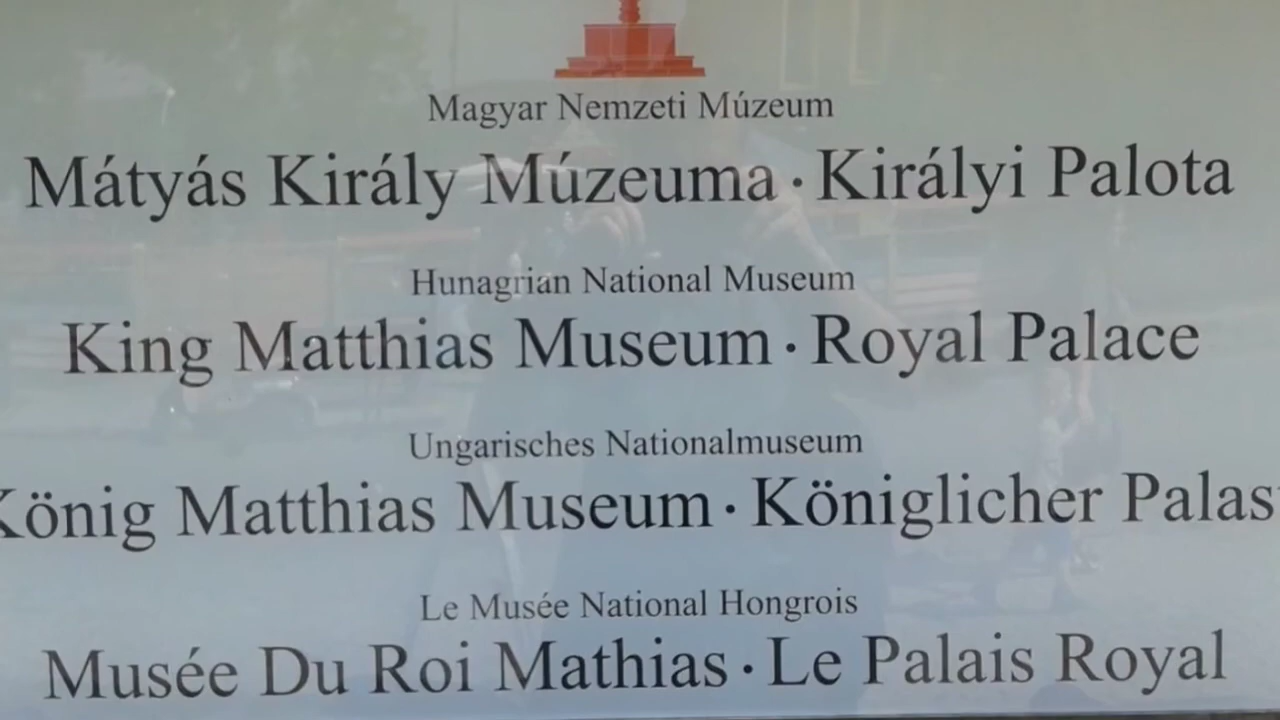 Magyar Nemzeti Múzeum
Mátyás Király Múzeuma · Királyi Palota
Hunagrian National Museum
King Matthias Museum · Royal Palace
Ungarisches Nationalmuseum
König Matthias Museum · Königlicher Palast
Le Musée National Hongrois
Musée Du Roi Mathias · Le Palais Royal